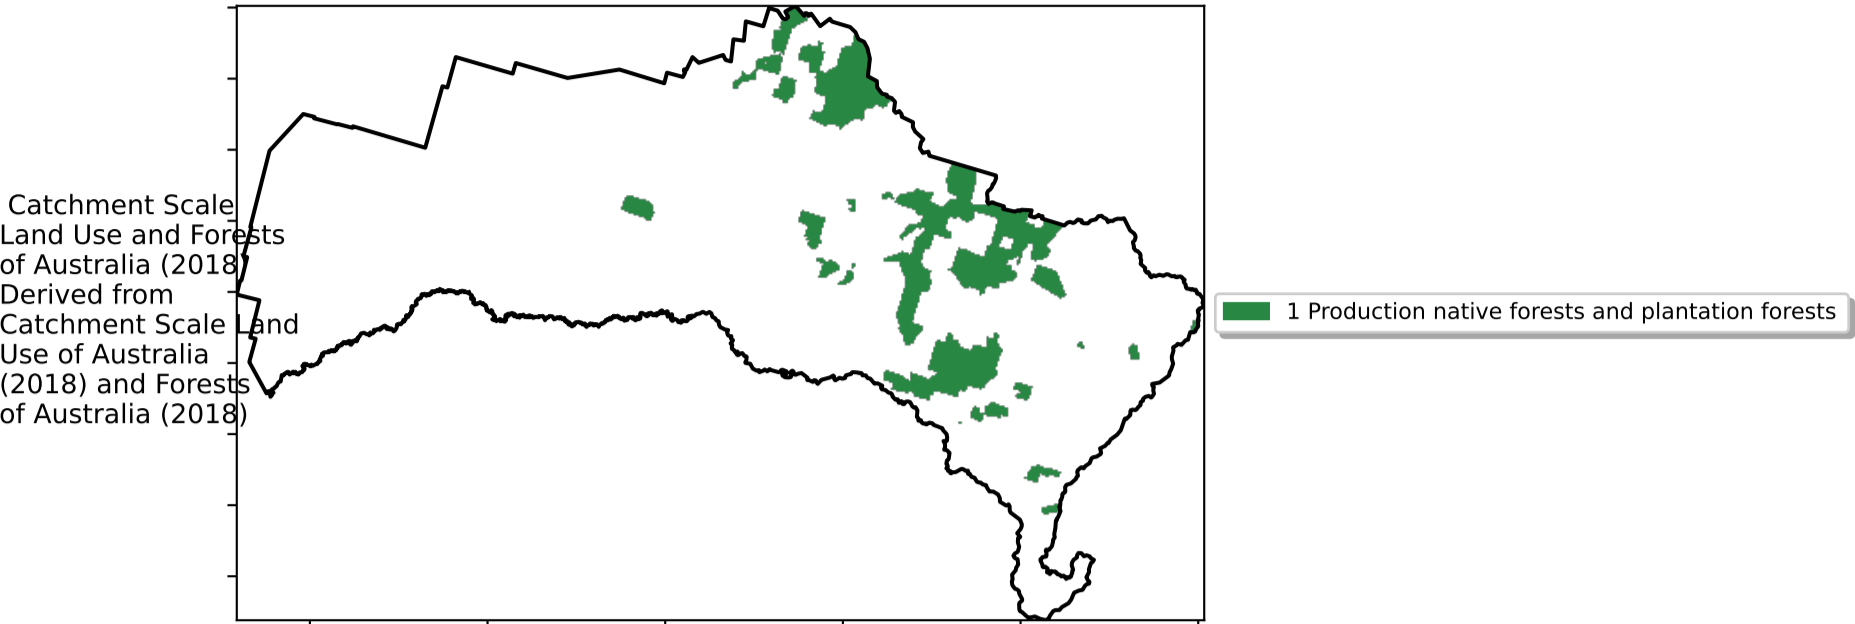 Catchment Scale
Land Use and Forests
of Australia (2018)
Derived from
Catchment Scale Land
Use of Australia
(2018) and Forests
of Australia (2018)
1 Production native forests and plantation forests